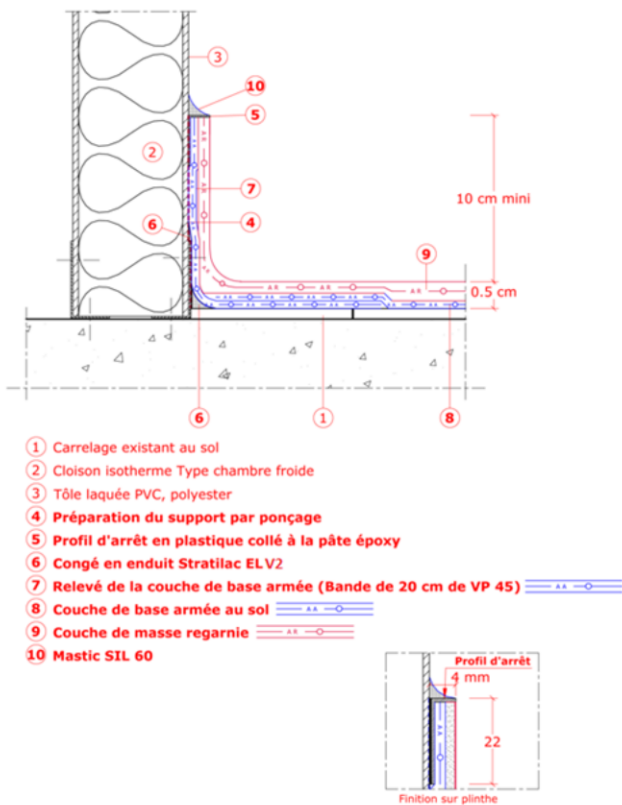 3
10
5
2
7
10 cm mini
6
4
9
0.5 cm
6
1
8
1 Carrelage existant au sol
2 Cloison isotherme Type chambre froide
3 Tôle laquée PVC, polyester
4 Préparation du support par ponçage
5 Profil d'arrêt en plastique collé à la pâte époxy
6 Congé en enduit Stratilac ELV2
7 Relevé de la couche de base armée (Bande de 20 cm de VP 45) AA
8 Couche de base armée au sol AA
9 Couche de masse regarnie AR
10 Mastic SIL 60
Profil d'arrêt
4 mm
22
Finition sur plinthe